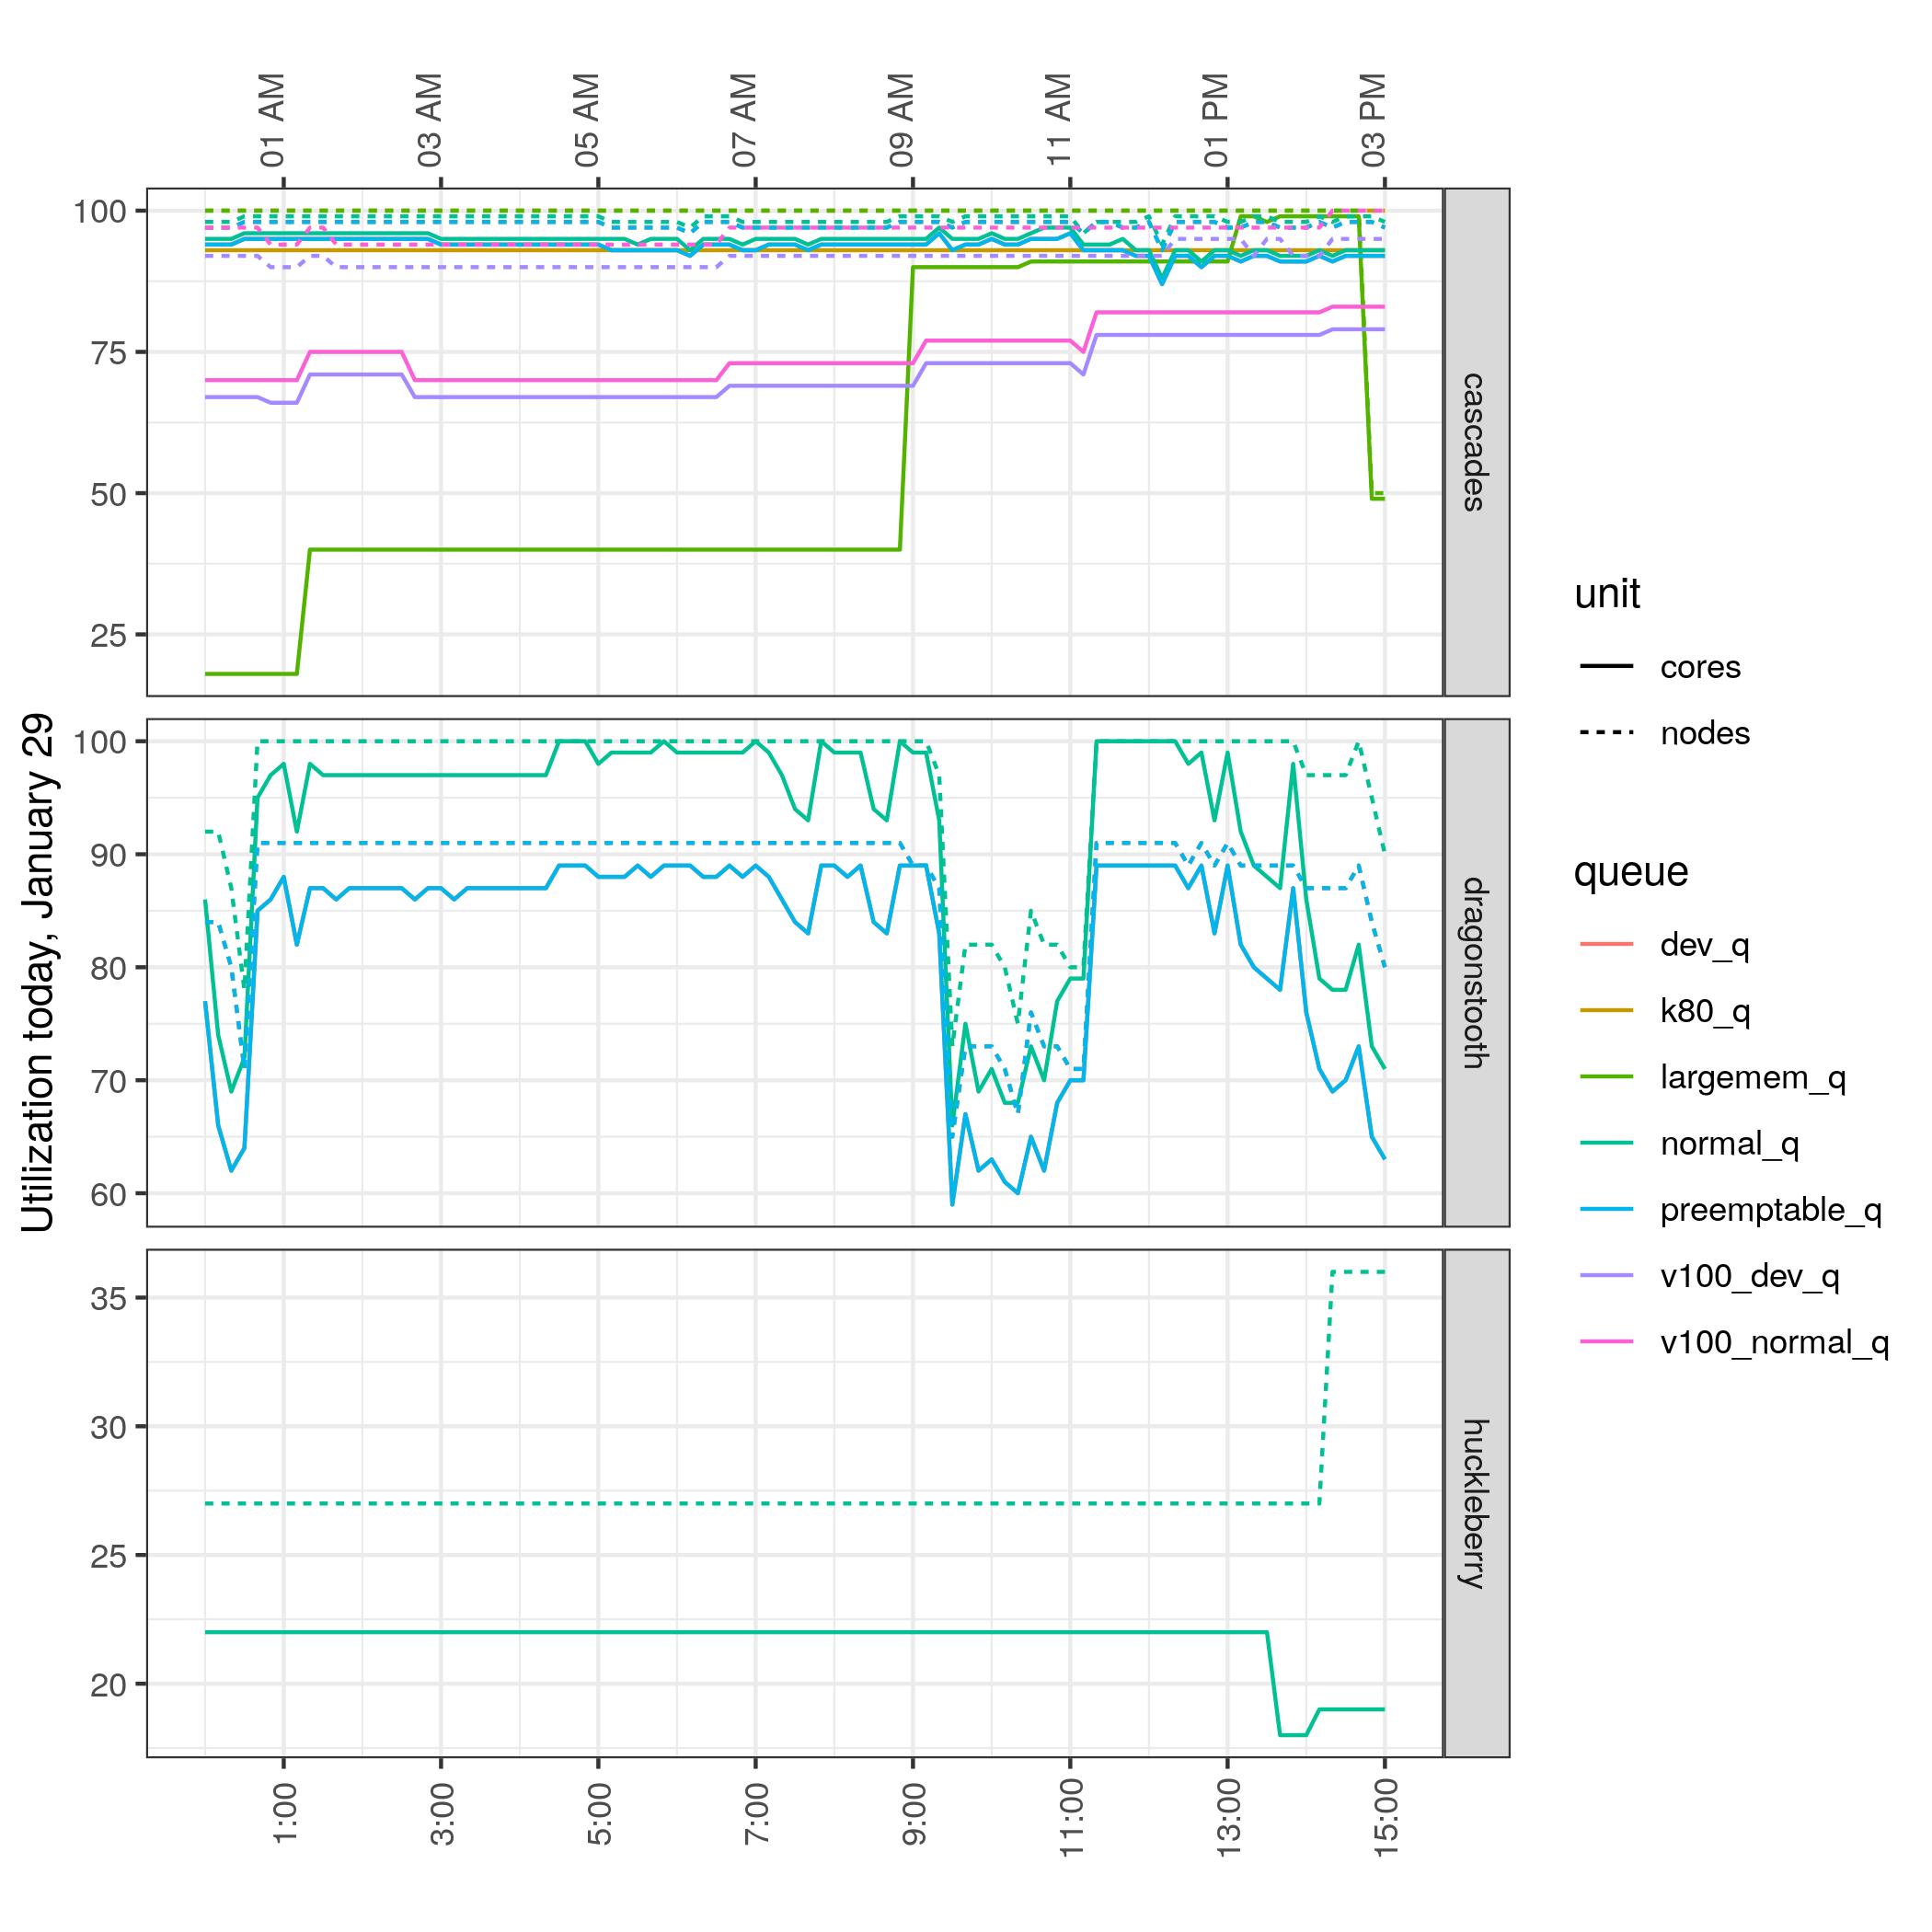 01 AM
03 AM
05 AM
07 AM
09 AM
11 AM
01 PM
03 PM
Utilization today, January 29
100
75
50
25
cascades
100
90
80
70
60
dragonstooth
35
30
25
20
huckleberry
1:00
3:00
5:00
7:00
9:00
11:00
13:00
15:00
unit
cores
nodes
queue
dev_q
k80_q
largemem_q
normal_q
preemptable_q
v100_dev_q
v100_normal_q